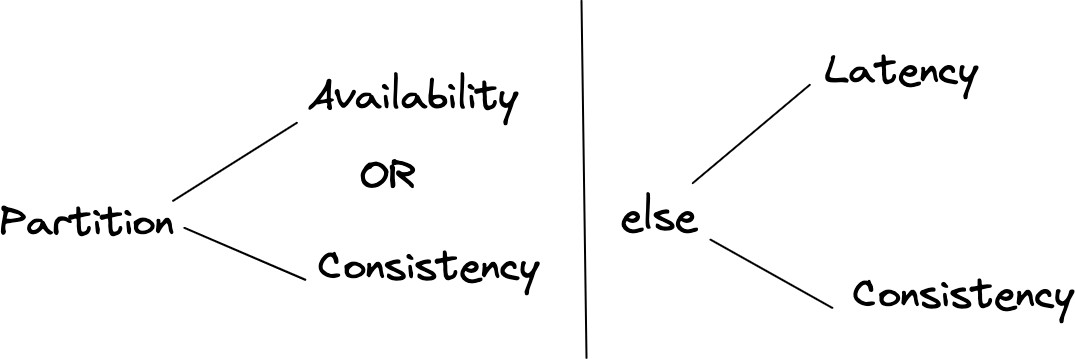 Availability
OR
Partition
Consistency
Latency
else
Consistency